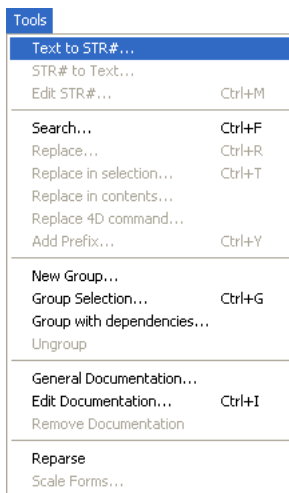 Tools
Text to STR#...
STR# to Text...
Edit STR#... Ctrl+M
Search... Ctrl+F
Replace... Ctrl+R
Replace in selection... Ctrl+T
Replace in contents...
Replace 4D command...
Add Prefix... Ctrl+Y
New Group...
Group Selection... Ctrl+G
Group with dependencies...
Ungroup
General Documentation...
Edit Documentation... Ctrl+I
Remove Documentation
Reparse
Scale Forms...